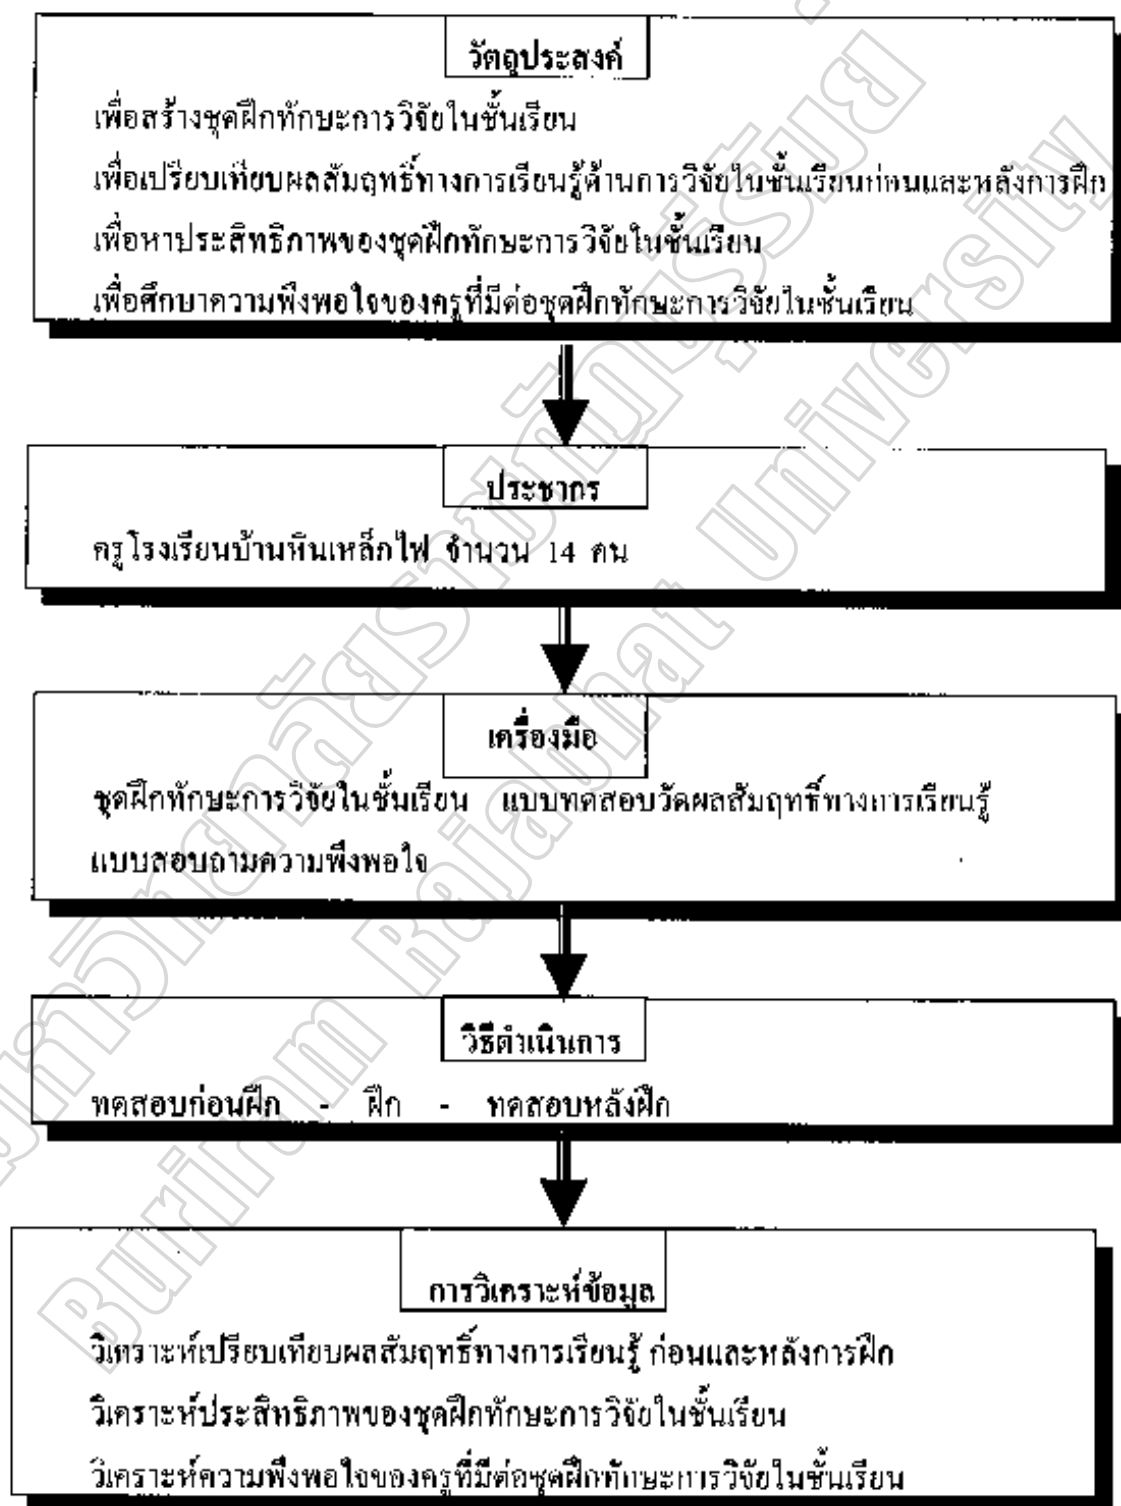 วัตถุประสงค์
เพื่อสร้างชุดฝึกทักษะการวิจัยในชั้นเรียน
เพื่อเปรียบเทียบผลสัมฤทธิ์ทางการเรียนรู้ด้านการวิจัยในชั้นเรียนก่อนและหลังการฝึก
เพื่อหาประสิทธิภาพของชุดฝึกทักษะการวิจัยในชั้นเรียน
เพื่อศึกษาความพึงพอใจของครูที่มีต่อชุดฝึกทักษะการวิจัยในชั้นเรียน
ประชากร
ครูโรงเรียนบ้านหินเหล็กไฟ จำนวน 14 คน
เครื่องมือ
ชุดฝึกทักษะการวิจัยในชั้นเรียน แบบทดสอบวัดผลสัมฤทธิ์ทางการเรียนรู้
แบบสอบถามความพึงพอใจ
วิธีดำเนินการ
ทดสอบก่อนฝึก - ฝึก - ทดสอบหลังฝึก
การวิเคราะห์ข้อมูล
วิเคราะห์เปรียบเทียบผลสัมฤทธิ์ทางการเรียนรู้ ก่อนและหลังการฝึก
วิเคราะห์ประสิทธิภาพของชุดฝึกทักษะการวิจัยในชั้นเรียน
วิเคราะห์ความพึงพอใจของครูที่มีต่อชุดฝึกทักษะการวิจัยในชั้นเรียน
มหาวิทยาลัยราชภัฏบุรีรัมย์
Buriram Rajabhat University